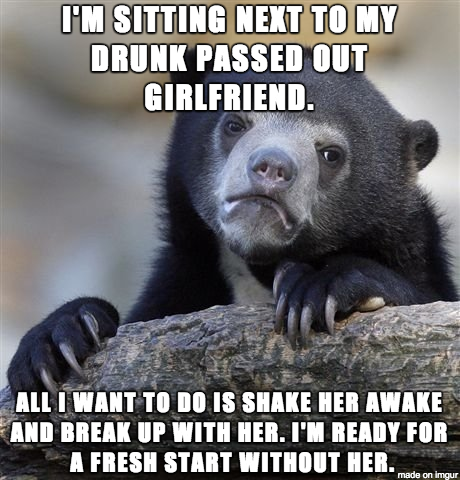 I'M SITTING NEXT TO MY
DRUNK PASSED OUT
GIRLFRIEND.
ALL I WANT TO DO IS SHAKE HER AWAKE
AND BREAK UP WITH HER. I'M READY FOR
A FRESH START WITHOUT HER.
made on imgur